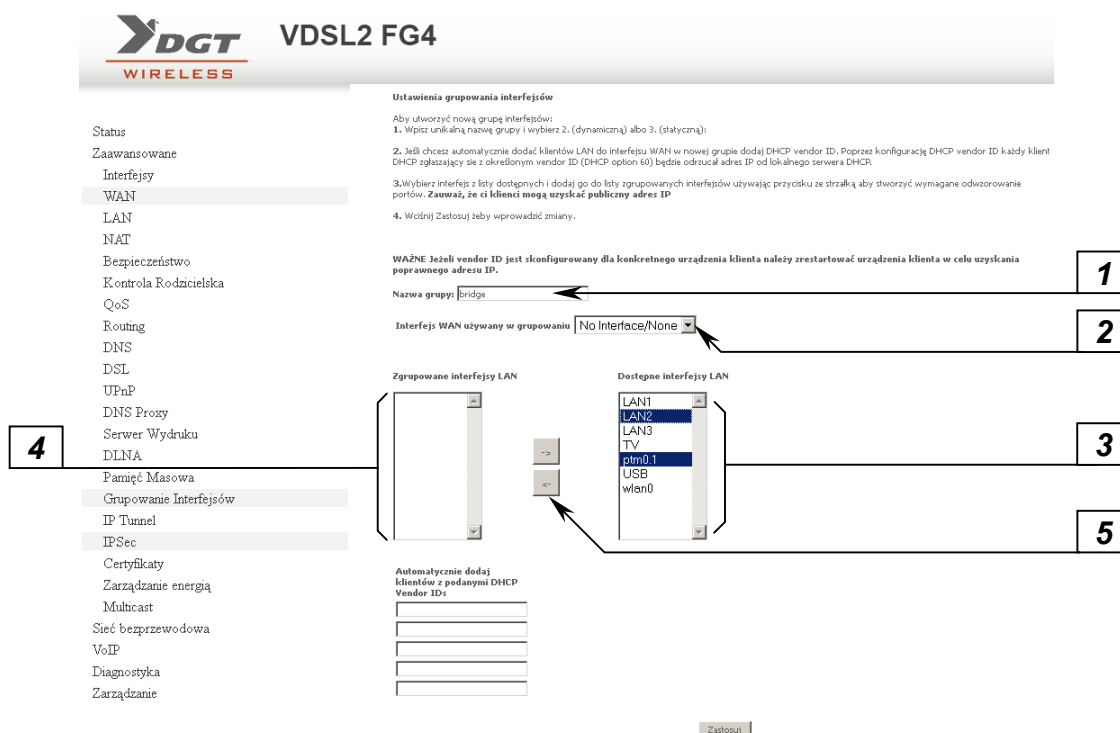 DGT
WIRELESS
VDSL2 FG4
Status
Zaawansowane
Interfejsy
WAN
LAN
NAT
Bezpieczeństwo
Kontrola Rodzicielska
QoS
Routing
DNS
DSL
UPnP
DNS Proxy
Serwer Wydruku
DLNA
Pamięć Masowa
Grupowanie Interfejsów
IP Tunnel
IPSec
Certyfikaty
Zarządzanie energią
Multicast
Sieć bezprzewodowa
VoIP
Diagnostyka
Zarządzanie
Ustawienia grupowania interfejsów
Aby utworzyć nową grupę interfejsów:
1. Wpisz unikalną nazwę grupy i wybierz 2. (dynamiczną) albo 3. (statyczną):
2. Jeśli chcesz automatycznie dodać klientów LAN do interfejsu WAN w nowej grupie dodaj DHCP vendor ID. Poprzez konfigurację DHCP vendor ID każdy klient
DHCP zgłaszający sie z określonym vendor ID (DHCP option 60) będzie odrzucał adres IP od lokalnego serwera DHCP.
3.Wybierz interfejs z listy dostępnych i dodaj go do listy zgrupowanych interfejsów używając przycisku ze strzałką aby stworzyć wymagane odwzorowanie
portów. Zauważ, że ci klienci mogą uzyskać publiczny adres IP
4. Wciśnij Zastosuj żeby wprowadzić zmiany.
WAŻNE Jeżeli vendor ID jest skonfigurowany dla konkretnego urządzenia klienta należy zrestartować urządzenia klienta w celu uzyskania
poprawnego adresu IP.
Nazwa grupy: bridge
1
Interfejs WAN używany w grupowaniu No Interface/None
2
Zgrupowane interfejsy LAN
Dostępne interfejsy LAN
LAN1
LAN2
LAN3
TV
ptm0.1
USB
wlan0
->
<-
3
4
5
Automatycznie dodaj
klientów z podanymi DHCP
Vendor IDs
Zastosuj